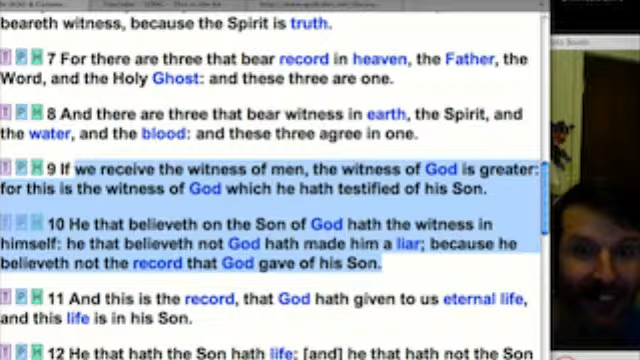 beareth witness, because the Spirit is truth.
T P H 7 For there are three that bear record in heaven, the Father, the
Word, and the Holy Ghost: and these three are one.
T P H 8 And there are three that bear witness in earth, the Spirit, and
the water, and the blood: and these three agree in one.
T P H 9 If we receive the witness of men, the witness of God is greater:
for this is the witness of God which he hath testified of his Son.
T P H 10 He that believeth on the Son of God hath the witness in
himself: he that believeth not God hath made him a liar; because he
believeth not the record that God gave of his Son.
T P H 11 And this is the record, that God hath given to us eternal life,
and this life is in his Son.
T P H 12 He that hath the Son hath life; [and] he that hath not the Son